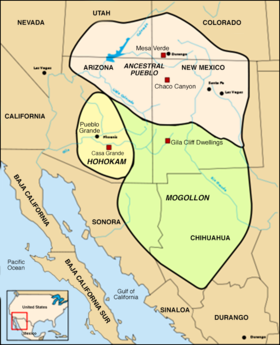 UTAH
NEVADA
COLORADO
Durango
Mesa Verde
ANCESTRAL
PUEBLO
ARIZONA
NEW MEXICO
Las Vegas
Chaco Canyon
Santa Fe
Las Vegas
CALIFORNIA
Pueblo
Grande
Phoenix
Casa Grande
HOHOKAM
Gila Cliff Dwellings
MOGOLLON
BAJA CALIFORNIA
SONORA
CHIHUAHUA
Pacific
Ocean
Gulf of
California
BAJA CALIFORNIA SUR
SINALOA
DURANGO
United States
Mexico
Durango